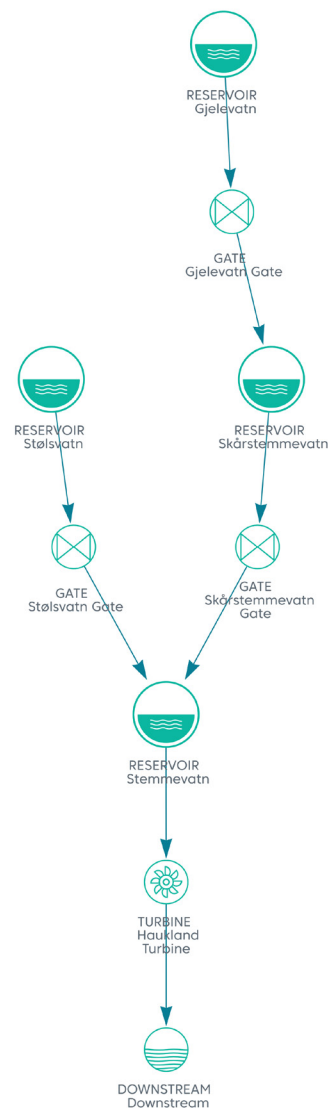 RESERVOIR
Gjelevatn
GATE
Gjelevatn Gate
RESERVOIR
Stølsvatn
RESERVOIR
Skårstemmevatn
GATE
Stølsvatn Gate
GATE
Skårstemmevatn
Gate
RESERVOIR
Stemmevatn
TURBINE
Haukland
Turbine
DOWNSTREAM
Downstream